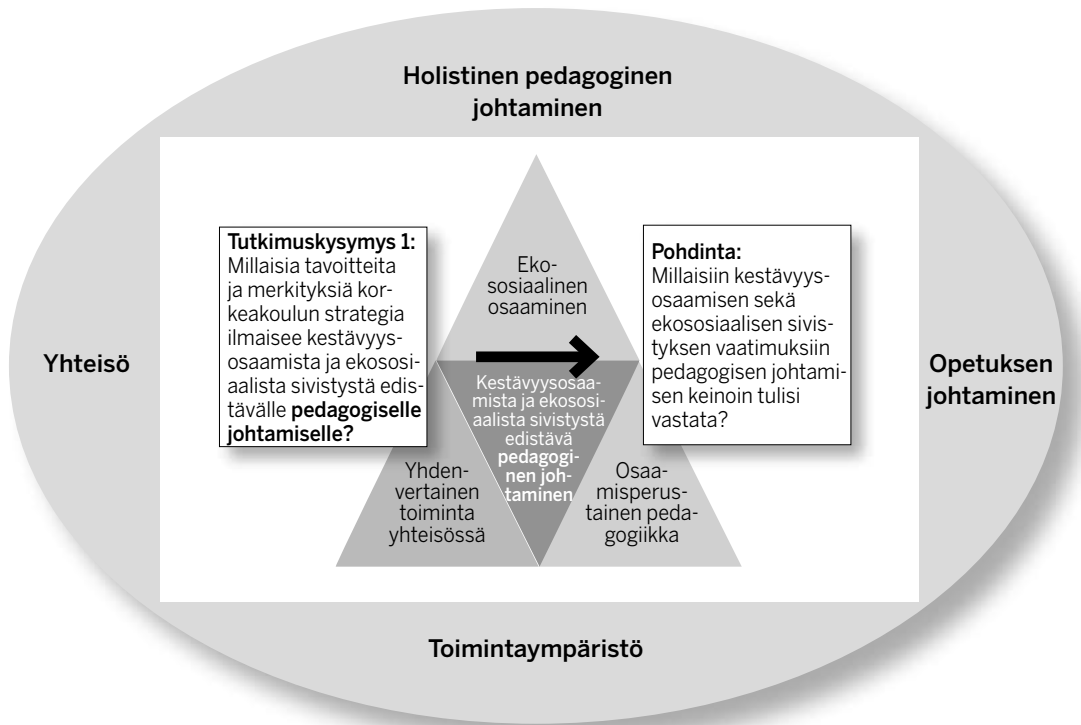 Holistinen pedagoginen
johtaminen
Yhteisö
Tutkimuskysymys 1:
Millaisia tavoitteita
ja merkityksiä kor-
keakoulun strategia
ilmaisee kestävyys-
osaamista ja ekososi-
aalista sivistystä edis-
tävälle pedagogiselle
johtamiselle?
Eko-
sosiaalinen
osaaminen
Kestävyysosaa-
mista ja ekososi-
aalista sivistystä
edistävä
pedagogi-
nen joh-
taminen
Yhden-
vertainen
toiminta
yhteisössä
Osaa-
misperus-
tainen peda-
gogiikka
Pohdinta:
Millaisiin kestävyys-
osaamisen sekä
ekososiaalisen sivis-
tyksen vaatimuksiin
pedagogisen johtami-
sen keinoin tulisi
vastata?
Opetuksen
johtaminen
Toimintaympäristö